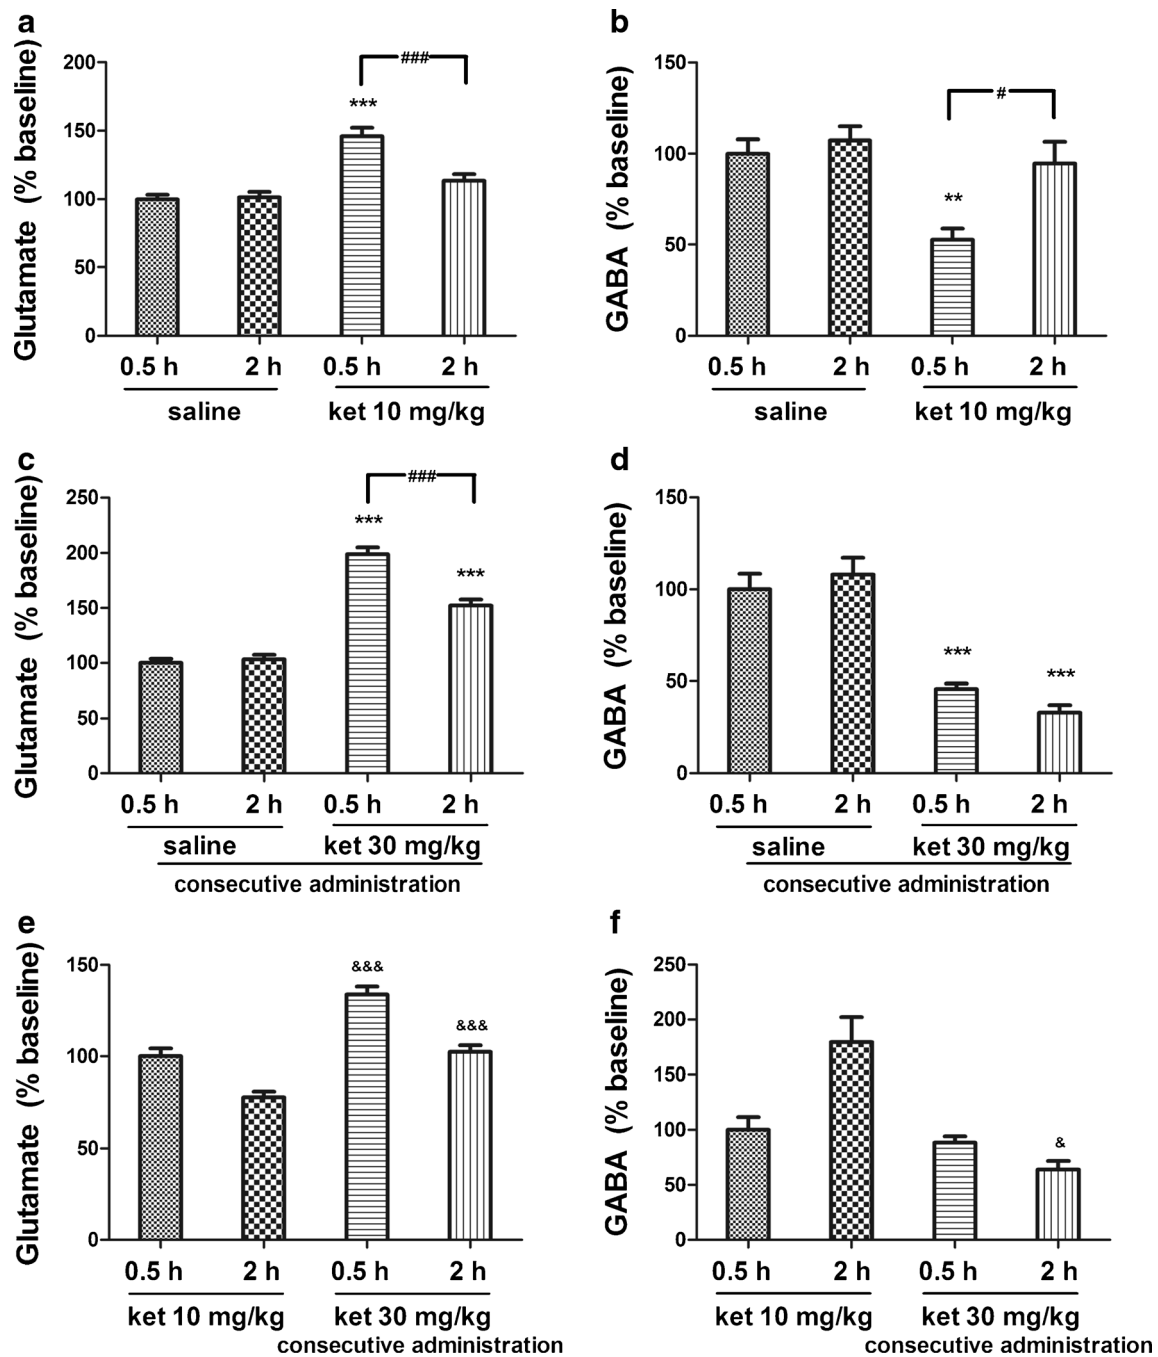 a
Glutamate (% baseline)
200
150
100
50
0
###
***
0.5 h 2 h 0.5 h 2 h
saline ket 10 mg/kg
b
GABA (% baseline)
150
100
50
0
#
**
0.5 h 2 h 0.5 h 2 h
saline ket 10 mg/kg
c
Glutamate (% baseline)
250
200
150
100
50
0
###
***
***
0.5 h 2 h 0.5 h 2 h
saline ket 30 mg/kg
consecutive administration
d
GABA (% baseline)
150
100
50
0
***
***
0.5 h 2 h 0.5 h 2 h
saline ket 30 mg/kg
consecutive administration
e
Glutamate (% baseline)
150
100
50
0
&&&
&&&
0.5 h 2 h 0.5 h 2 h
ket 10 mg/kg ket 30 mg/kg
consecutive administration
f
GABA (% baseline)
250
200
150
100
50
0
&
0.5 h 2 h 0.5 h 2 h
ket 10 mg/kg ket 30 mg/kg
consecutive administration